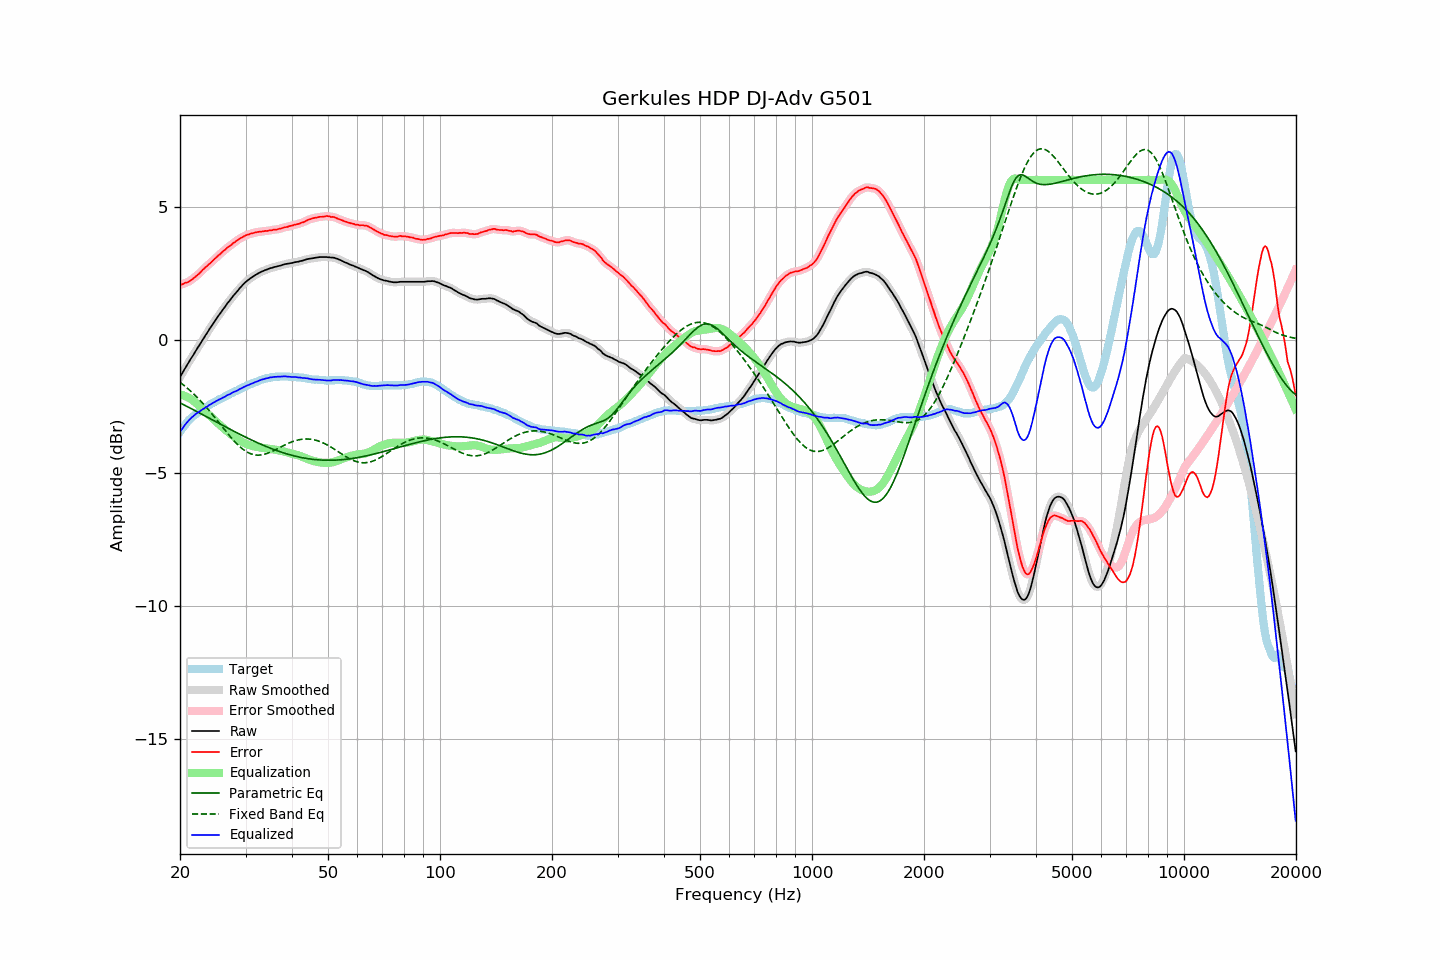 Gerkules HDP DJ-Adv G501
Amplitude (dBr)
5
0
−5
−10
−15
Target
Raw Smoothed
Error Smoothed
Raw
Error
Equalization
Parametric Eq
Fixed Band Eq
Equalized
20 50 100 200 500 1000 2000 5000 10000 20000
Frequency (Hz)